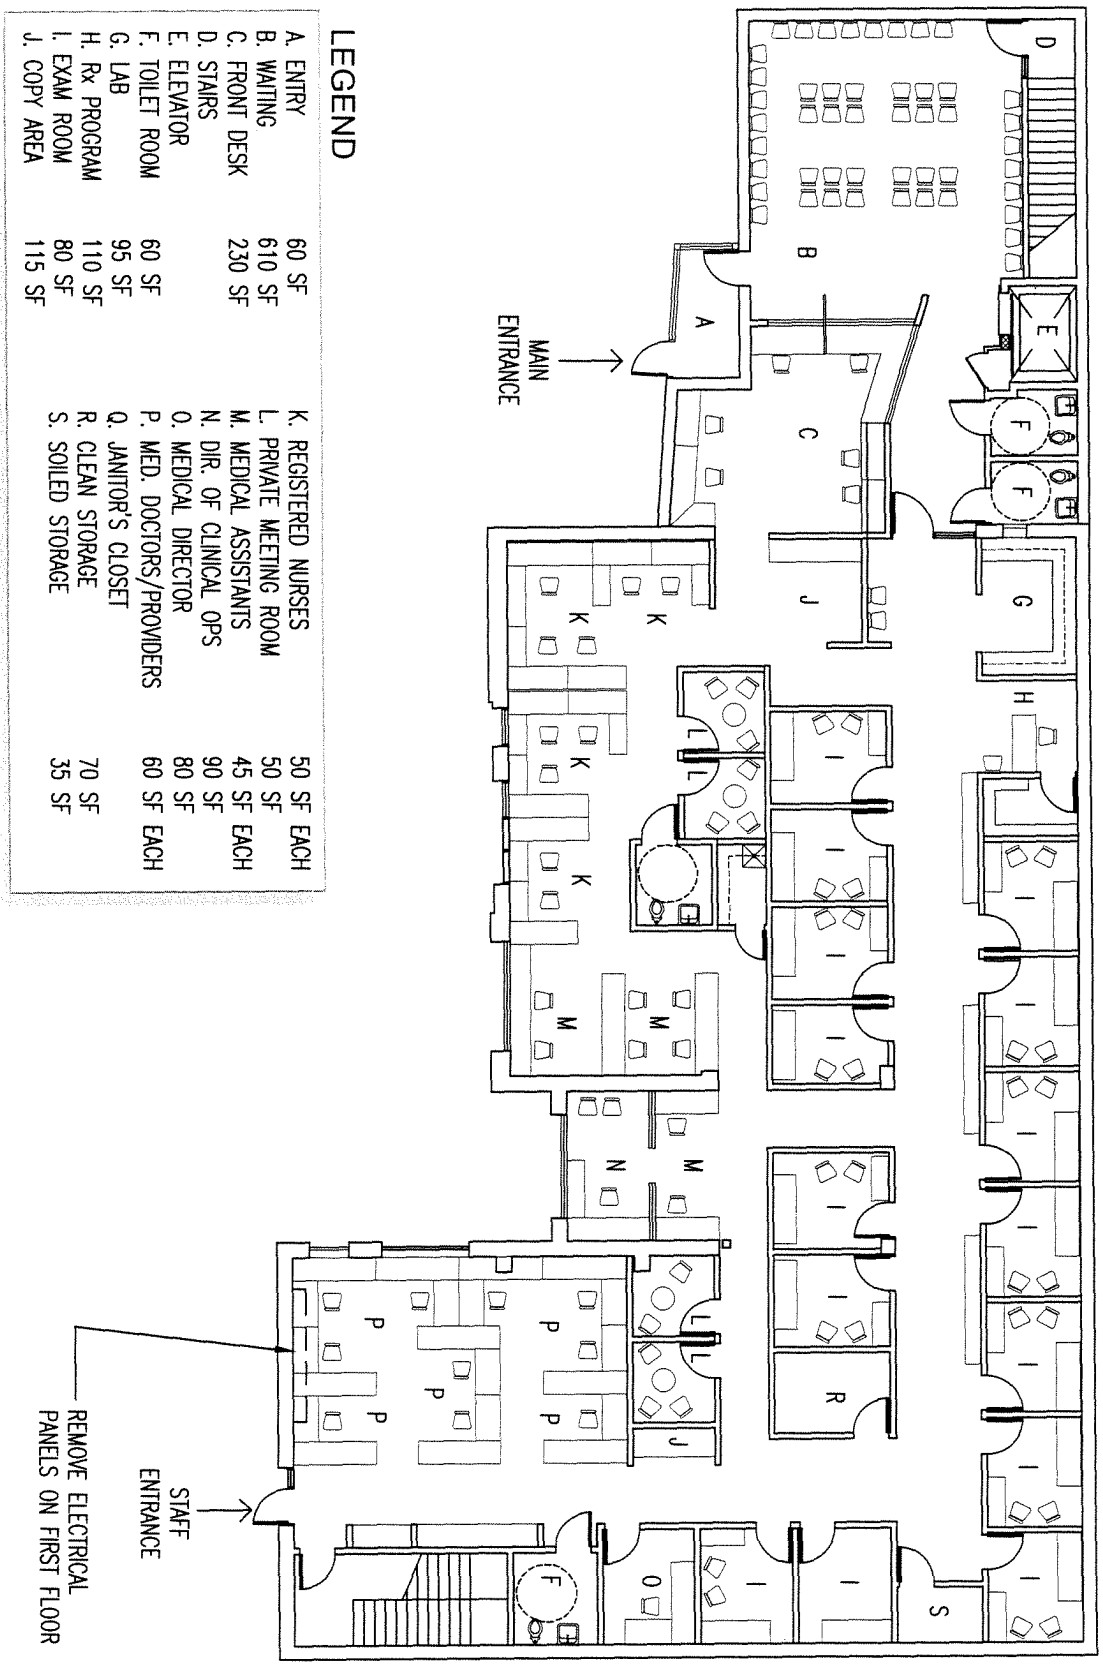 LEGEND
A. ENTRY 60 SF
B. WAITING 610 SF
C. FRONT DESK 230 SF
D. STAIRS
E. ELEVATOR
F. TOILET ROOM 60 SF
G. LAB 95 SF
H. Rx PROGRAM 110 SF
I. EXAM ROOM 80 SF
J. COPY AREA 115 SF
K. REGISTERED NURSES 50 SF EACH
L. PRIVATE MEETING ROOM 50 SF
M. MEDICAL ASSISTANTS 45 SF EACH
N. DIR. OF CLINICAL OPS 90 SF
O. MEDICAL DIRECTOR 80 SF
P. MED. DOCTORS/PROVIDERS 60 SF EACH
Q. JANITOR'S CLOSET
R. CLEAN STORAGE 70 SF
S. SOILED STORAGE 35 SF
D
E
F
F
G
H
I
I
I
I
I
I
I
B
A
C
J
I
I
I
I
I
I
R
S
I
I
O
F
K
K
K
K
L
L
M
M
M
N
L
L
J
P
P
P
P
P
MAIN
ENTRANCE
STAFF
ENTRANCE
REMOVE ELECTRICAL
PANELS ON FIRST FLOOR